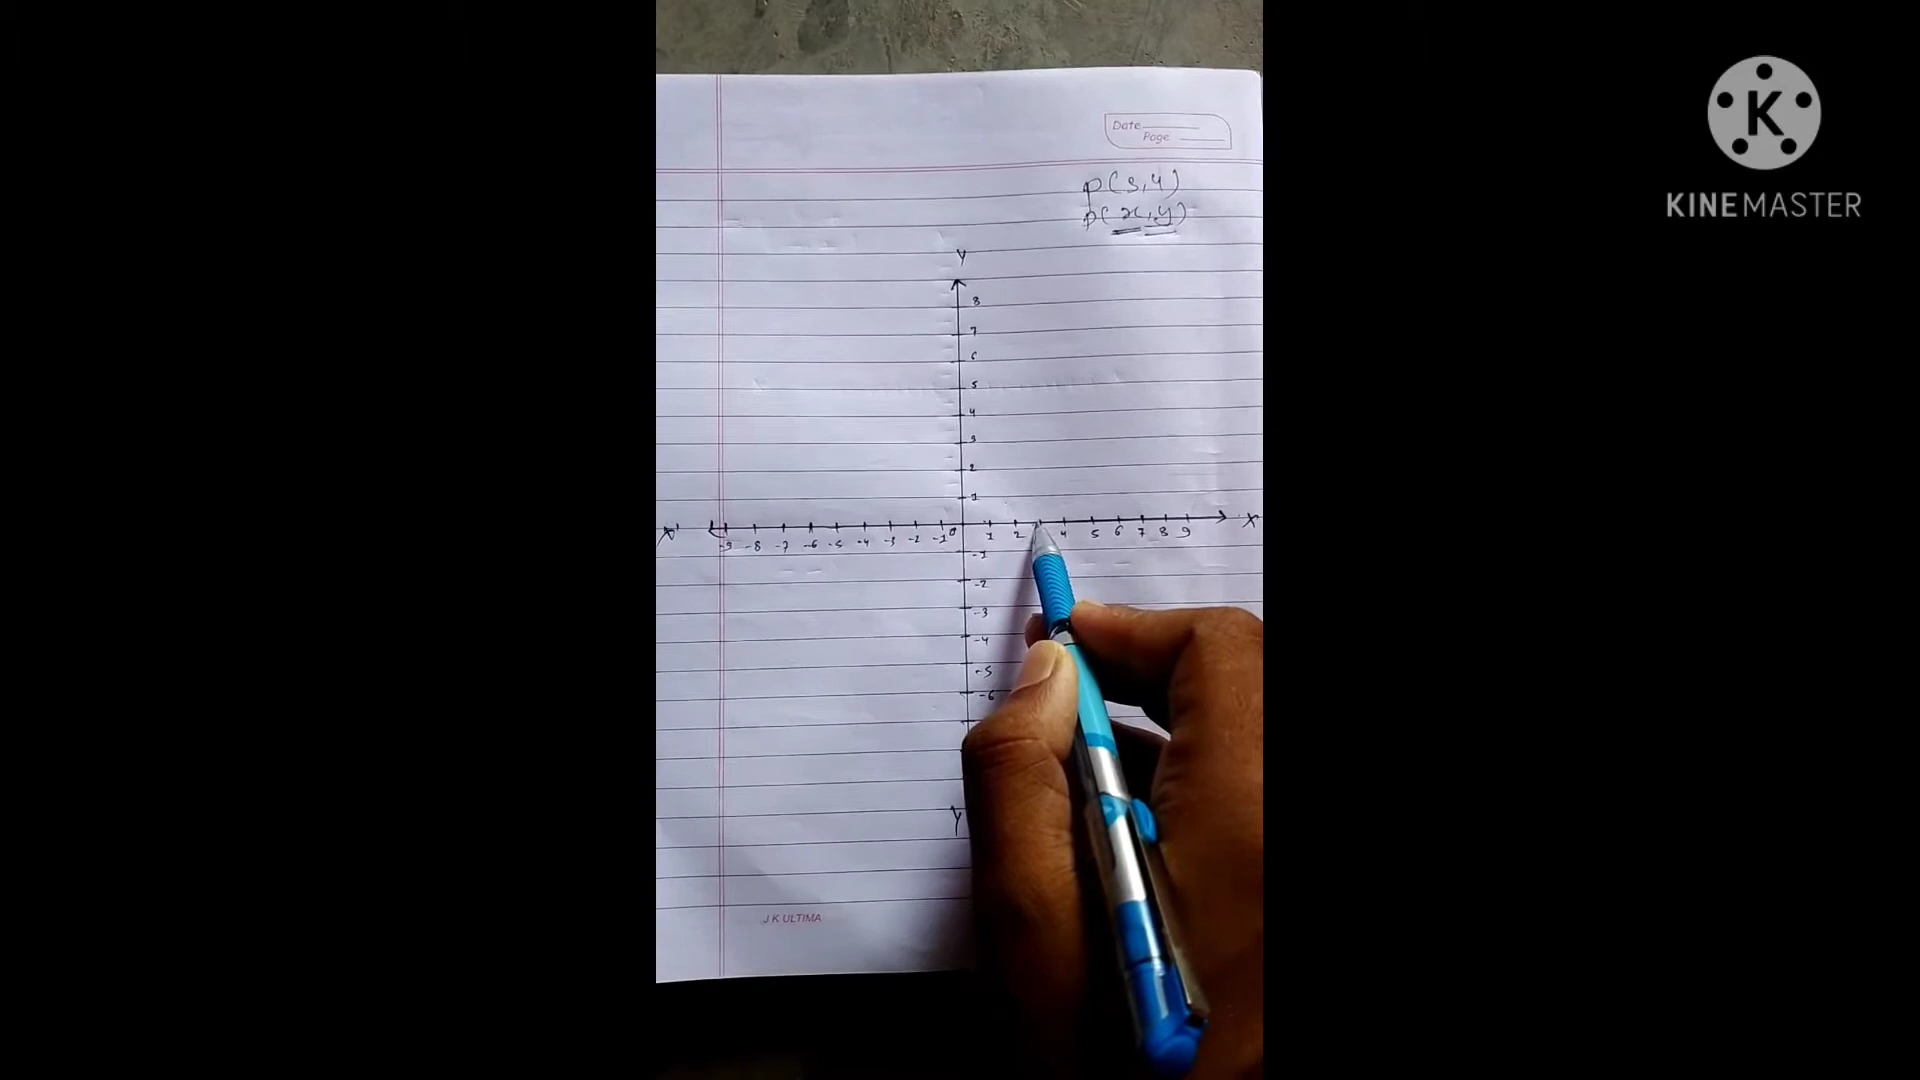 KINEMASTER
Date
Page
p(3,4)
p(x,y)
Y
8
7
6
5
4
3
2
1
X' -9 -8 -7 -6 -5 -4 -3 -2 -1 0 1 2 4 5 6 7 8 9 X
-1
-2
-3
-4
-5
-6
Y
J K ULTIMA